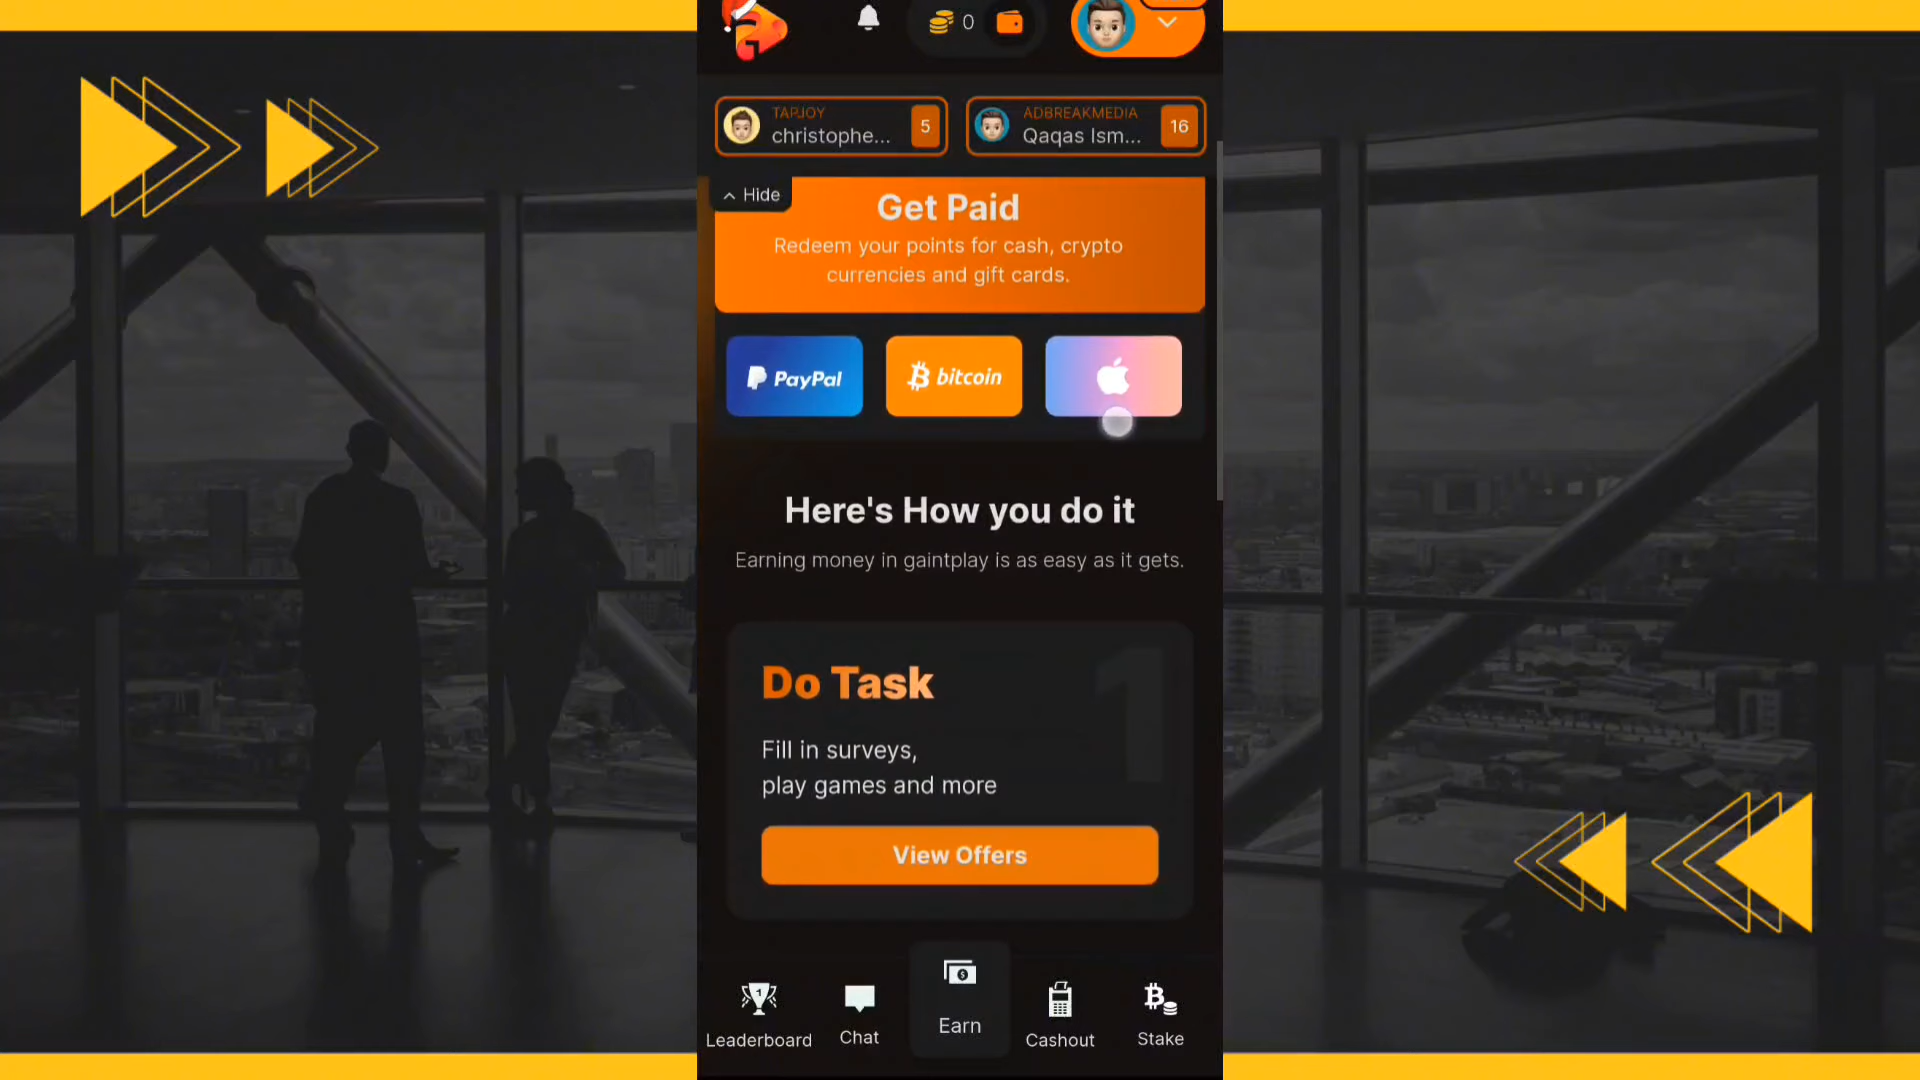 0
TAPJOY
christophe...
5
ADBREAKMEDIA
Qaqas Ism...
16
Hide
Get Paid
Redeem your points for cash, crypto
currencies and gift cards.
PayPal
bitcoin
Here's How you do it
Earning money in gaintplay is as easy as it gets.
1
Do Task
Fill in surveys,
play games and more
View Offers
Leaderboard
Chat
Earn
Cashout
Stake